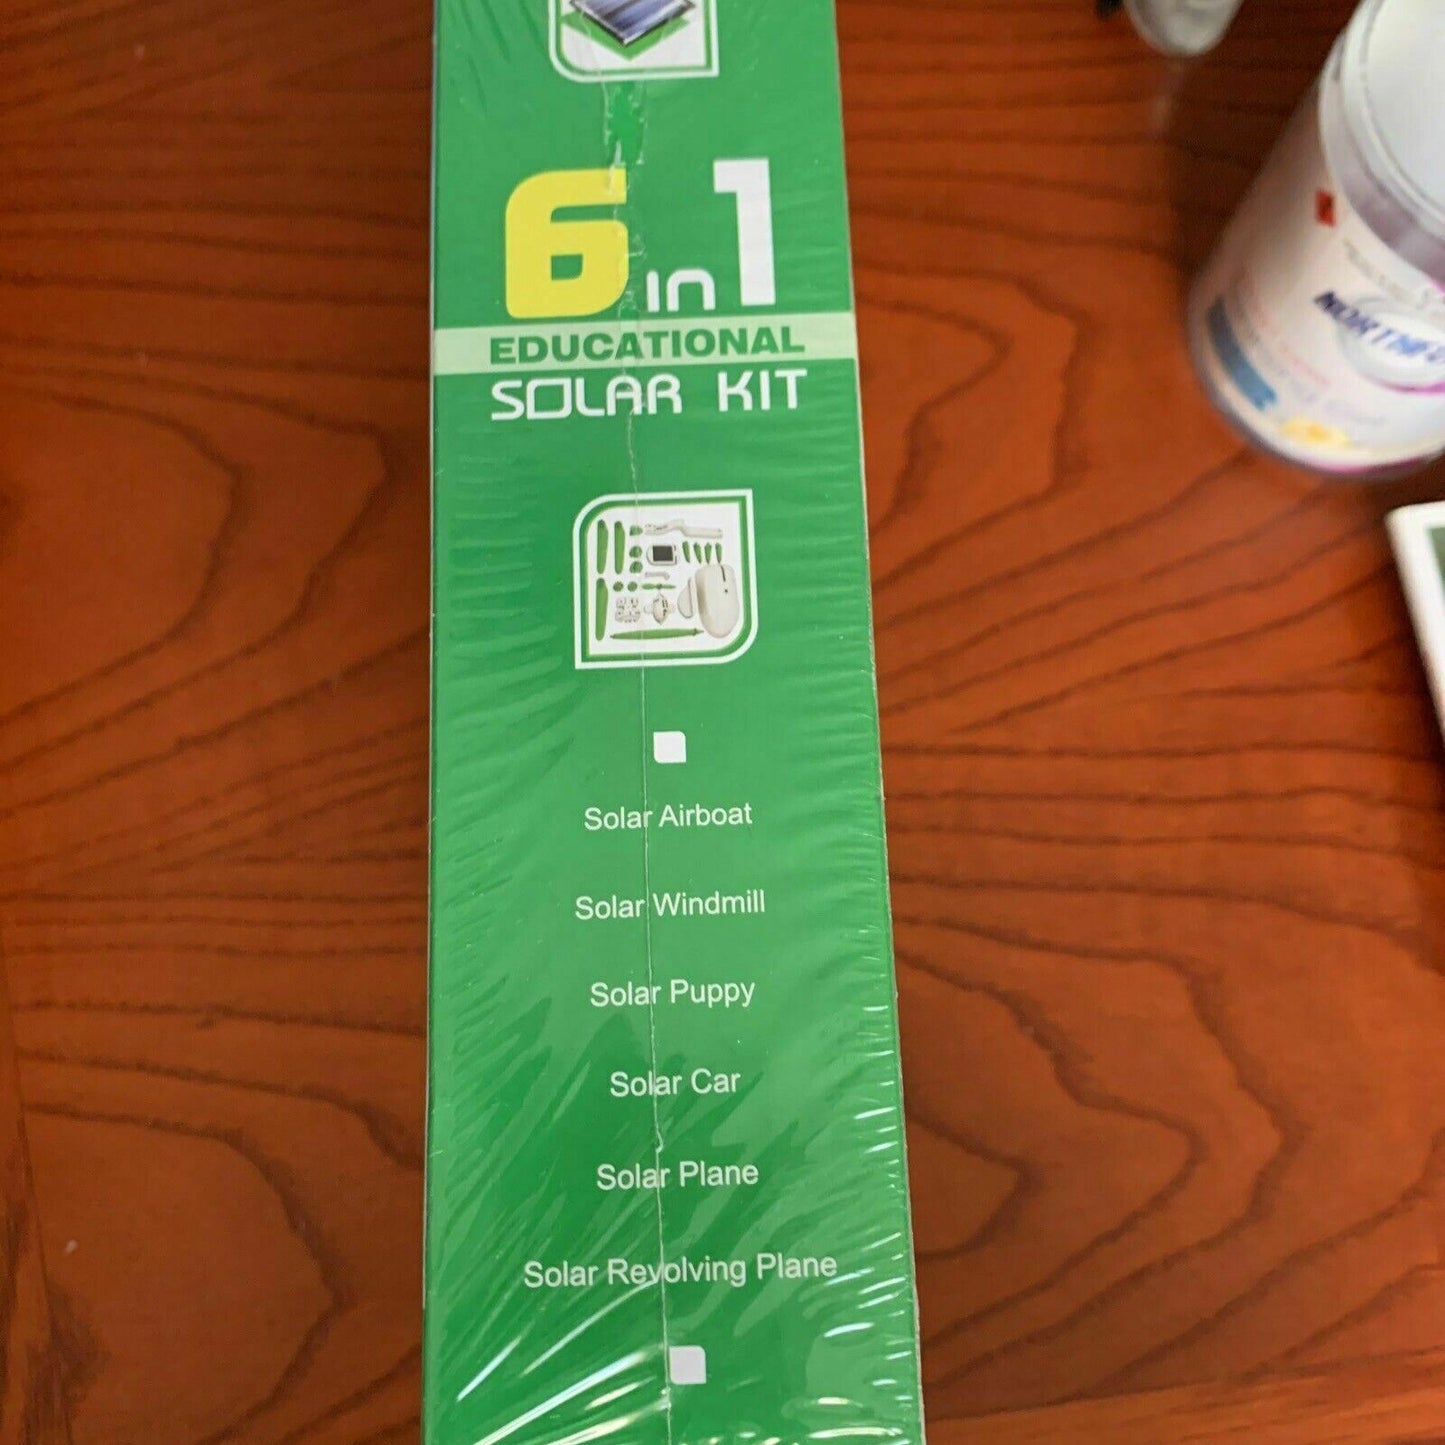 6 in 1
EDUCATIONAL
SOLAR KIT
Solar Airboat
Solar Windmill
Solar Puppy
Solar Car
Solar Plane
Solar Revolving Plane